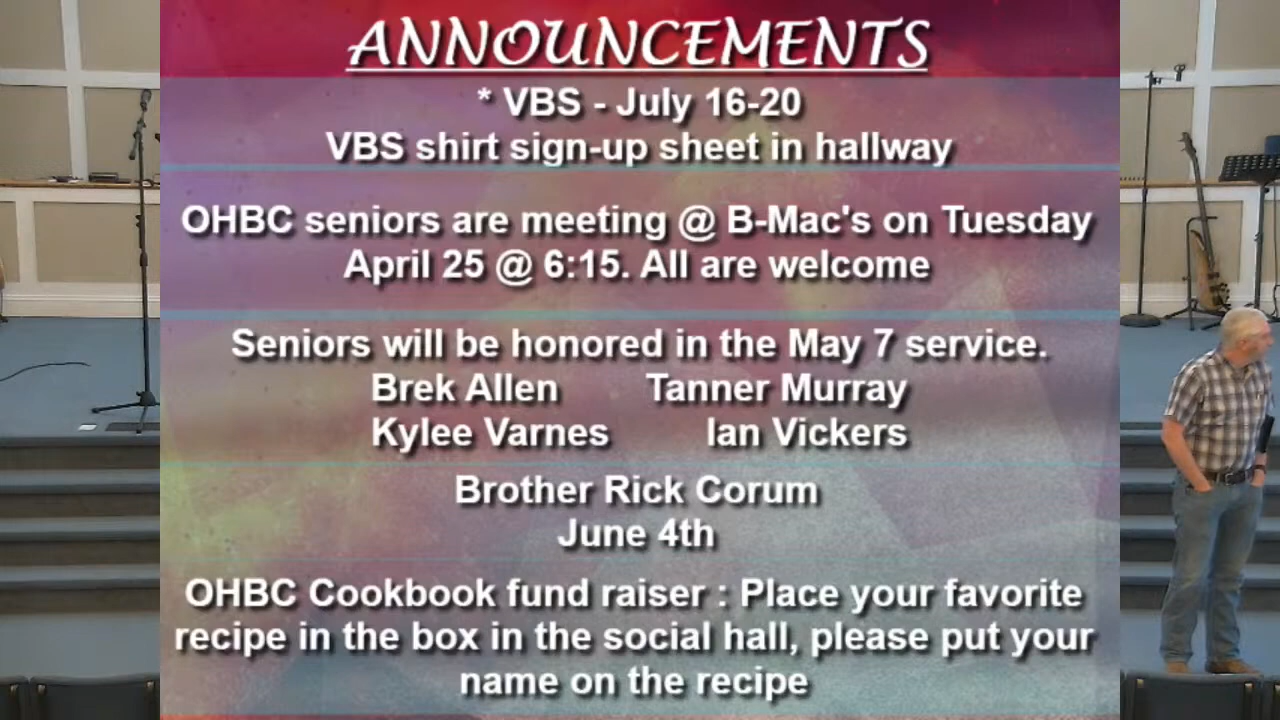 ANNOUNCEMENTS
* VBS - July 16-20
VBS shirt sign-up sheet in hallway
OHBC seniors are meeting @ B-Mac's on Tuesday
April 25 @ 6:15. All are welcome
Seniors will be honored in the May 7 service.
Brek Allen Tanner Murray
Kylee Varnes Ian Vickers
Brother Rick Corum
June 4th
OHBC Cookbook fund raiser : Place your favorite
recipe in the box in the social hall, please put your
name on the recipe